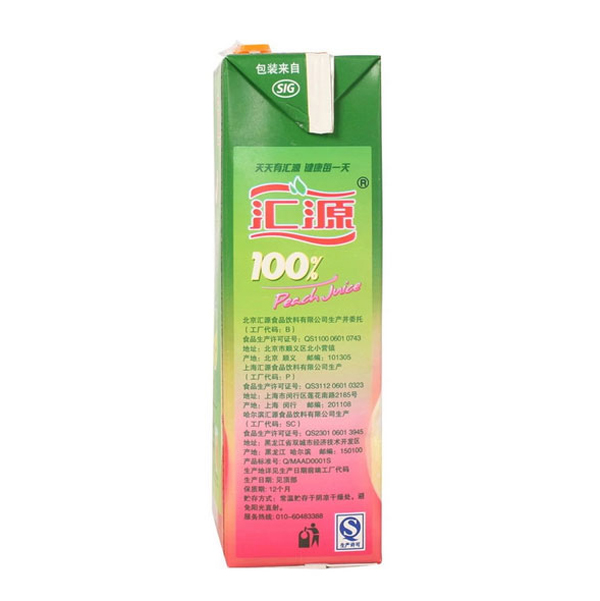 包装来自
SIG
天天有汇源 健康每一天
汇源®
100%
Peach Juice
北京汇源食品饮料有限公司生产并委托
(工厂代码：B)
食品生产许可证号：QS1100 0601 0743
地址：北京市顺义区北小营镇
产地：北京 顺义 邮编：101305
上海汇源食品饮料有限公司生产
(工厂代码：P)
食品生产许可证号：QS3112 0601 0323
地址：上海市闵行区莲花南路2185号
产地：上海 闵行 邮编：201108
哈尔滨汇源食品饮料有限公司生产
(工厂代码：SC)
食品生产许可证号：QS2301 0601 3945
地址：黑龙江省双城市经济技术开发区
产地：黑龙江 哈尔滨 邮编：150100
产品标准号：Q/MAAD0001S
生产地详见生产日期前端工厂代码
生产日期：见顶部
保质期：12个月
贮存方式：常温贮存于阴凉干燥处。避
免阳光直射。
服务热线：010-60483388
QS
生产许可